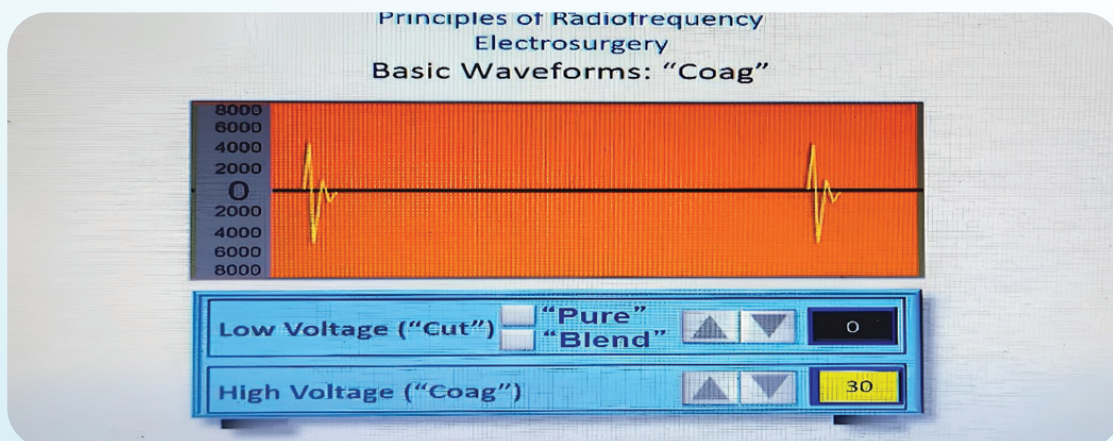 Principles of Radiofrequency
Electrosurgery
Basic Waveforms: “Coag”
8000
6000
4000
2000
0
2000
4000
6000
8000
Low Voltage (“Cut”) “Pure” 0
“Blend”
High Voltage (“Coag”) 30